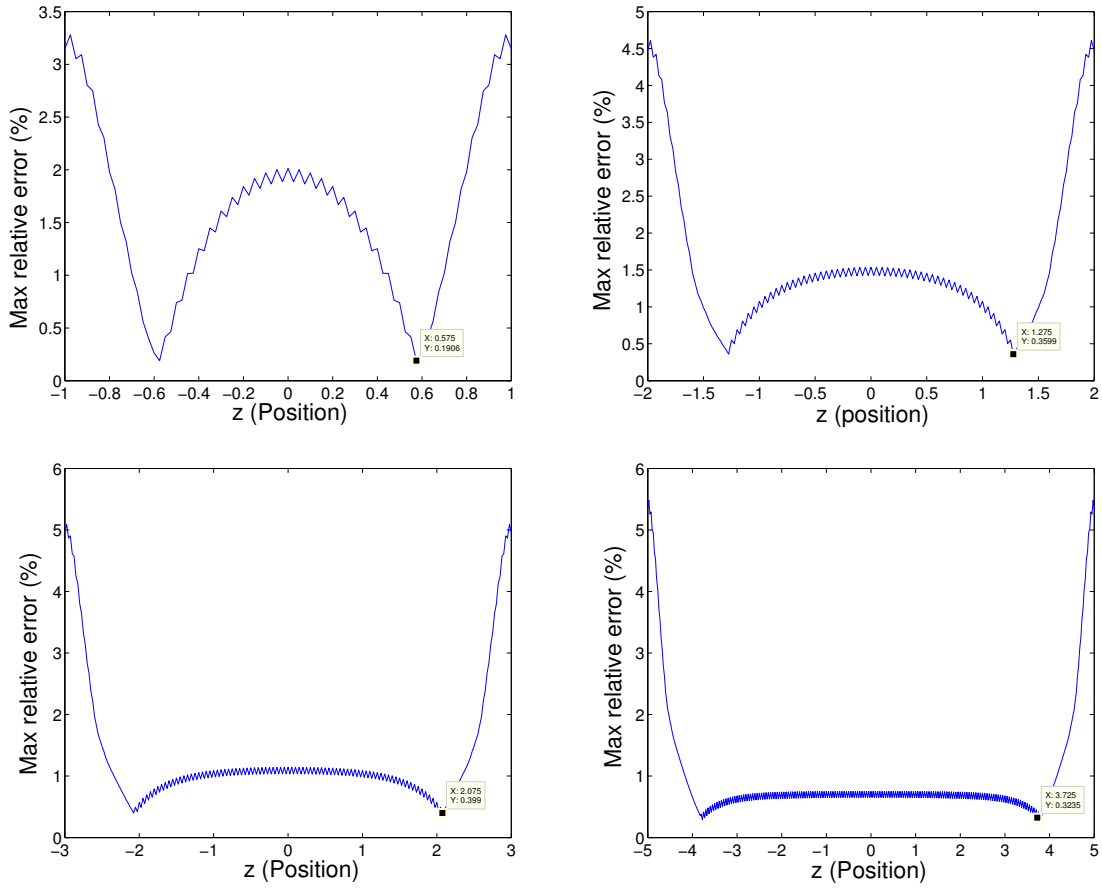 3.5
3
2.5
2
1.5
1
0.5
0
Max relative error (%)
X: 0.575
Y: 0.1906
−1 −0.8 −0.6 −0.4 −0.2 0 0.2 0.4 0.6 0.8 1
z (Position)
5
4.5
4
3.5
3
2.5
2
1.5
1
0.5
0
Max relative error (%)
X: 1.275
Y: 0.3599
−2 −1.5 −1 −0.5 0 0.5 1 1.5 2
z (position)
6
5
4
3
2
1
0
Max relative error (%)
X: 2.075
Y: 0.399
−3 −2 −1 0 1 2 3
z (Position)
6
5
4
3
2
1
0
Max relative error (%)
X: 3.725
Y: 0.3235
−5 −4 −3 −2 −1 0 1 2 3 4 5
z (Position)